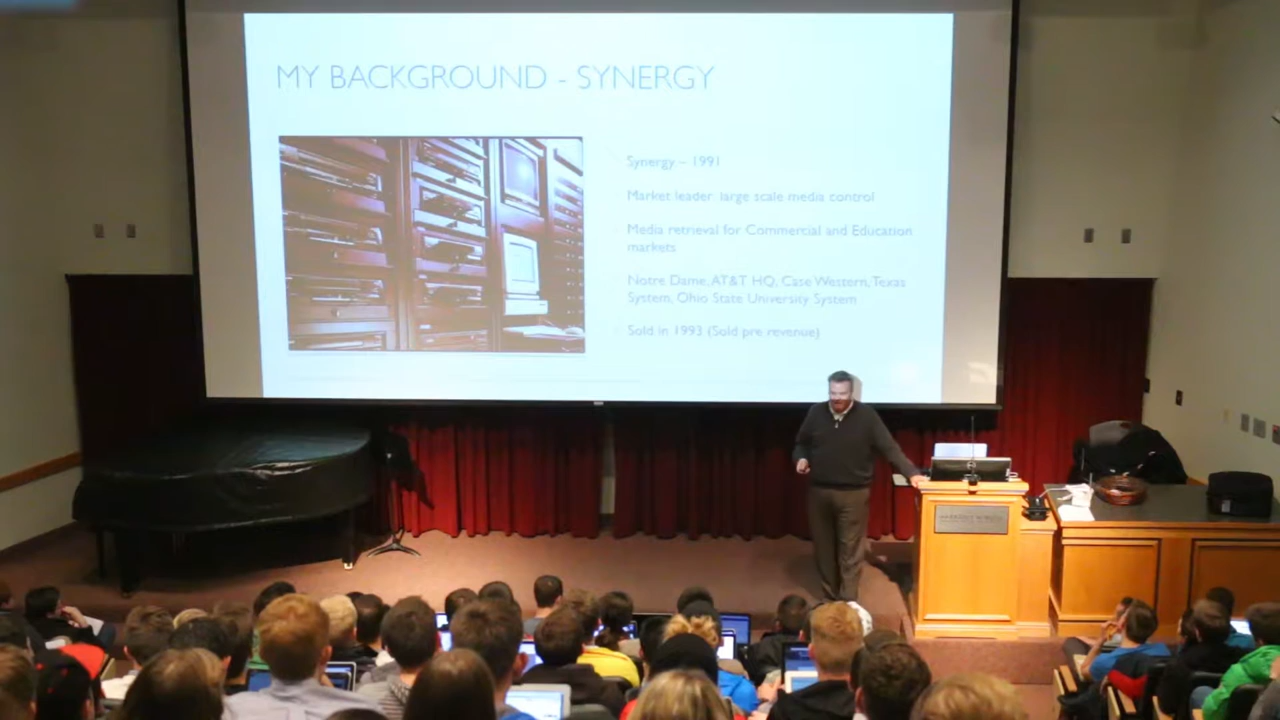 MY BACKGROUND - SYNERGY
Synergy – 1991
Market leader large scale media control
Media retrieval for Commercial and Education
markets
Notre Dame, AT&T HQ, Case Western, Texas
System, Ohio State University System
Sold in 1993 (Sold pre revenue)